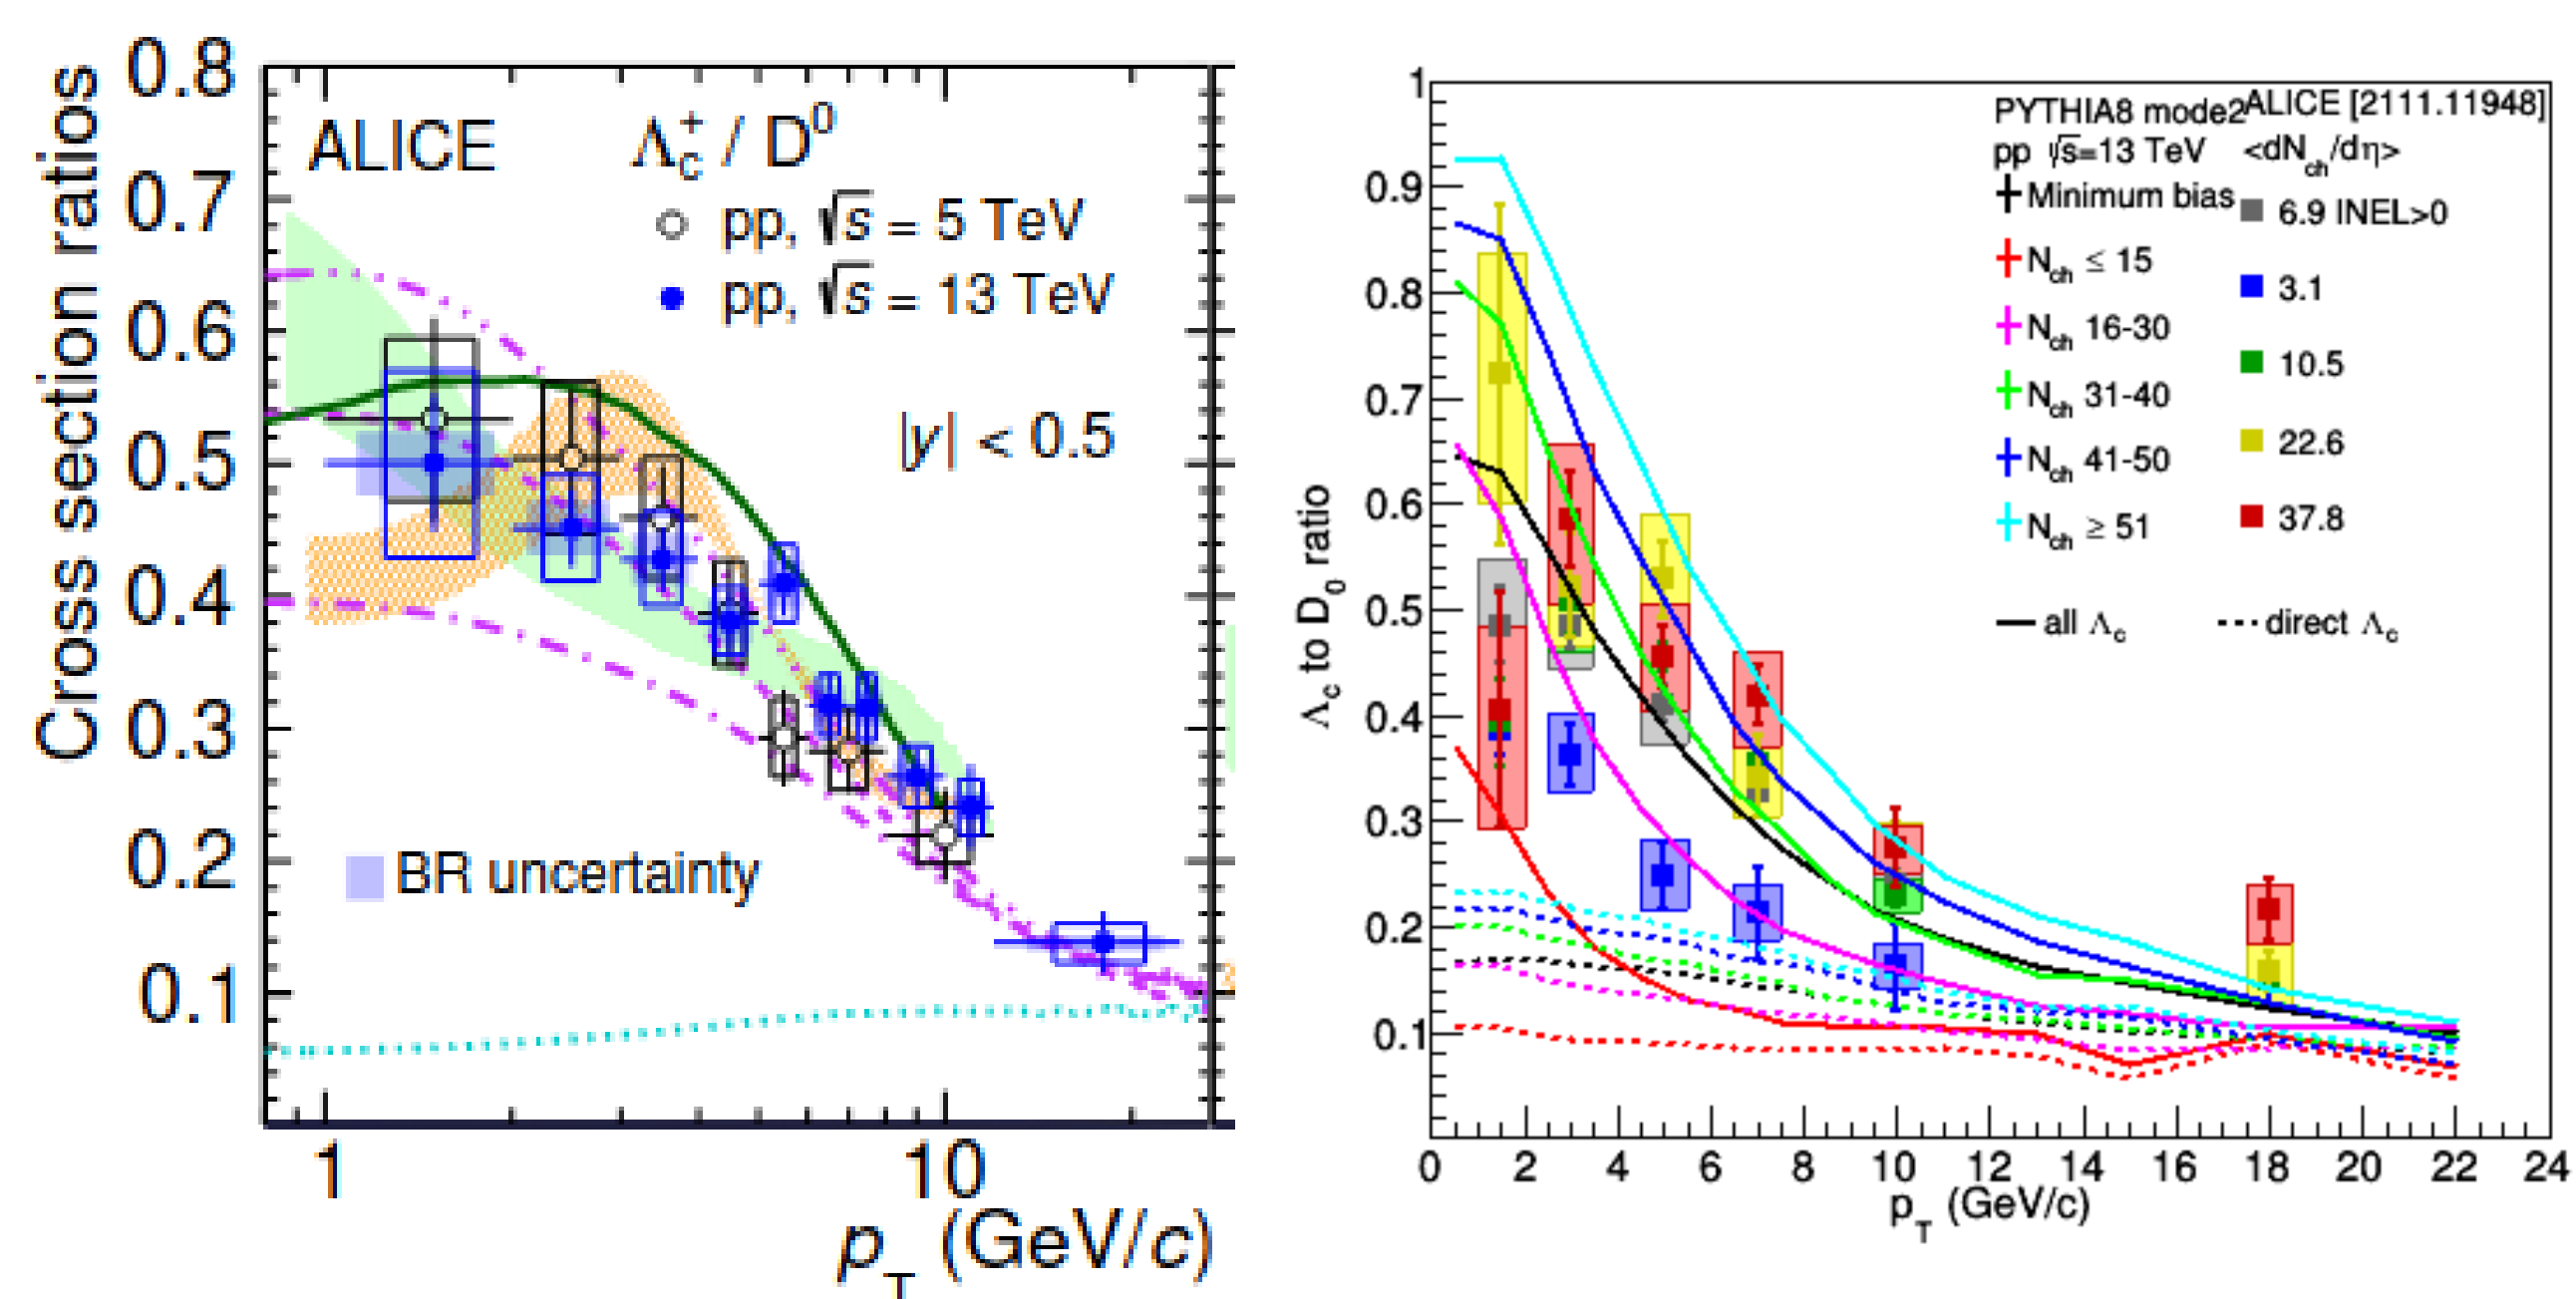 Cross section ratios
0.8
0.7
0.6
0.5
0.4
0.3
0.2
0.1
ALICE
Λc+ / D0
pp, √s = 5 TeV
pp, √s = 13 TeV
|y| < 0.5
BR uncertainty
1 10
pT (GeV/c)
Λc to D0 ratio
1
0.9
0.8
0.7
0.6
0.5
0.4
0.3
0.2
0.1
PYTHIA8 mode2
pp √s=13 TeV
Minimum bias
Nch ≤ 15
Nch 16-30
Nch 31-40
Nch 41-50
Nch ≥ 51
ALICE [2111.11948]
<dNch/dη>
6.9 INEL>0
3.1
10.5
22.6
37.8
all Λc
direct Λc
0 2 4 6 8 10 12 14 16 18 20 22 24
pT (GeV/c)